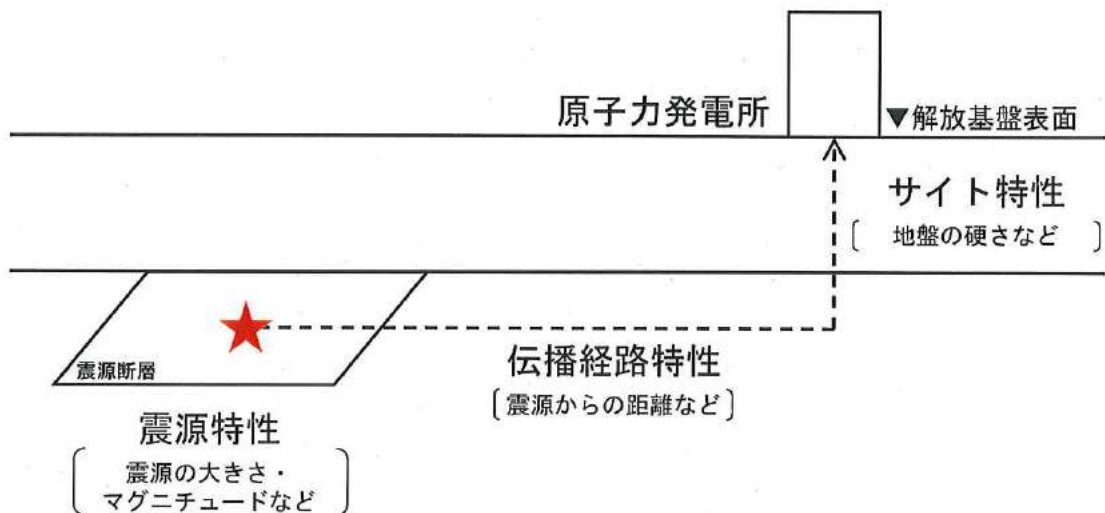 原子力発電所
▼解放基盤表面
サイト特性
〔 地盤の硬さなど 〕
震源断層
伝播経路特性
〔震源からの距離など〕
震源特性
〔震源の大きさ・
マグニチュードなど〕